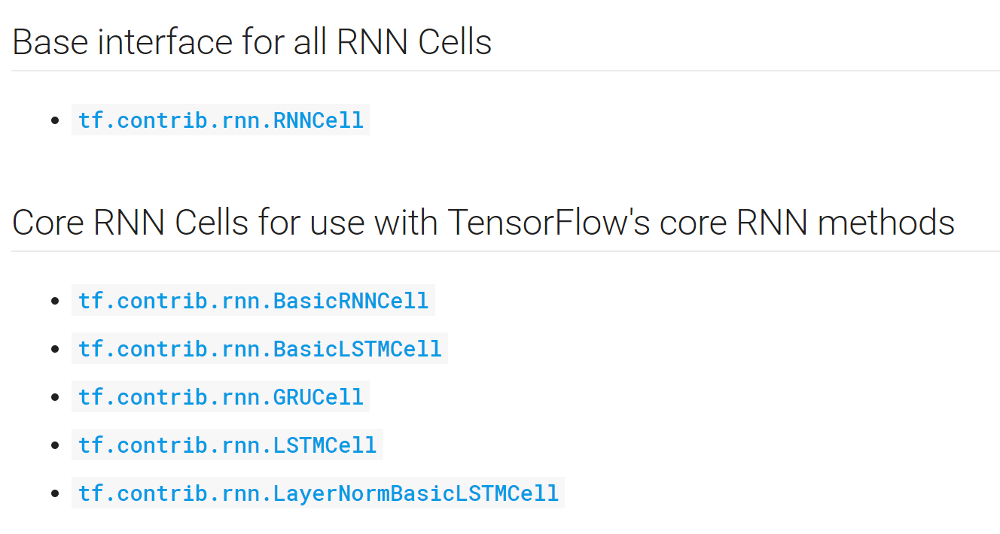 Base interface for all RNN Cells
tf.contrib.rnn.RNNCell
Core RNN Cells for use with TensorFlow's core RNN methods
tf.contrib.rnn.BasicRNNCell
tf.contrib.rnn.BasicLSTMCell
tf.contrib.rnn.GRUCell
tf.contrib.rnn.LSTMCell
tf.contrib.rnn.LayerNormBasicLSTMCell